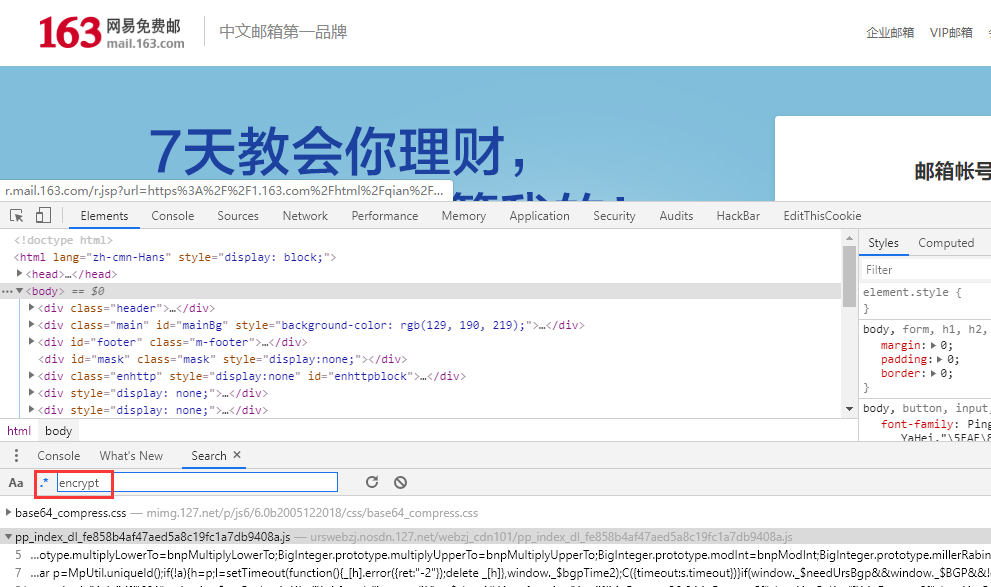 163 网易免费邮 mail.163.com 中文邮箱第一品牌 企业邮箱 VIP邮箱
7天教会你理财，
邮箱帐号
r.mail.163.com/r.jsp?url=https%3A%2F%2F1.163.com%2Fhtml%2Fqian%2F...
Elements Console Sources Network Performance Memory Application Security Audits HackBar EditThisCookie
<!doctype html>
<html lang="zh-cmn-Hans" style="display: block;">
<head>…</head>
<body> == $0
<div class="header">…</div>
<div class="main" id="mainBg" style="background-color: rgb(129, 190, 219);">…</div>
<div id="footer" class="m-footer">…</div>
<div id="mask" class="mask" style="display:none;"></div>
<div class="enhttp" style="display:none" id="enhttpblock">…</div>
<div style="display: none;">…</div>
<div style="display: none;">…</div>
html body
Styles Computed
Filter
element.style {
}
body, form, h1, h2,
margin: 0;
padding: 0;
border: 0;
}
body, button, input,
font-family: Ping
YaHei,"\5FAE\8
Console What's New Search ×
Aa .* encrypt
base64_compress.css — mimg.127.net/p/js6/6.0b2005122018/css/base64_compress.css
pp_index_dl_fe858b4af47aed5a8c19fc1a7db9408a.js — urswebzj.nosdn.127.net/webzj_cdn101/pp_index_dl_fe858b4af47aed5a8c19fc1a7db9408a.js
5 ...otype.multiplyLowerTo=bnpMultiplyLowerTo;BigInteger.prototype.multiplyUpperTo=bnpMultiplyUpperTo;BigInteger.prototype.modInt=bnpModInt;BigInteger.prototype.millerRabin
7 ...ar p=MpUtil.uniqueId();if(!a){h=p;l=setTimeout(function(){_[h].error({ret:"-2"});delete _[h]},window._$bgpTime2);C({timeouts.timeout})}if(window._$needUrsBgp&&window._$BGP&&!